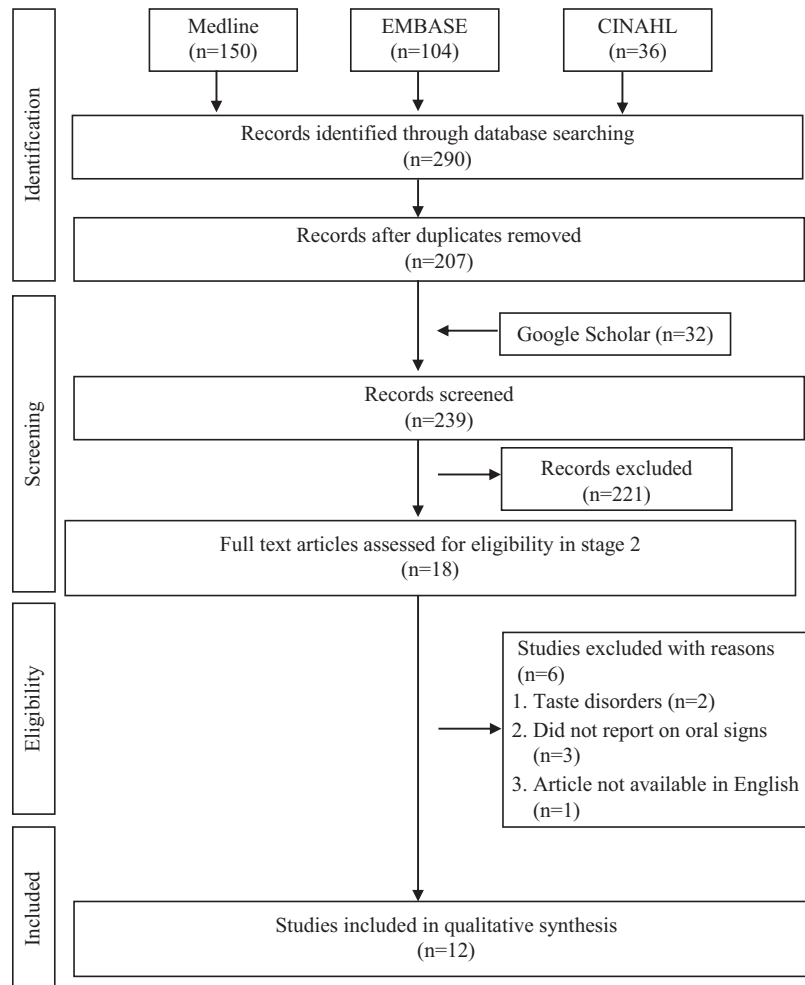 Medline
(n=150)
EMBASE
(n=104)
CINAHL
(n=36)
Identification
Records identified through database searching
(n=290)
Records after duplicates removed
(n=207)
Screening
Google Scholar (n=32)
Records screened
(n=239)
Records excluded
(n=221)
Full text articles assessed for eligibility in stage 2
(n=18)
Eligibility
Studies excluded with reasons
(n=6)
1. Taste disorders (n=2)
2. Did not report on oral signs
(n=3)
3. Article not available in English
(n=1)
Included
Studies included in qualitative synthesis
(n=12)